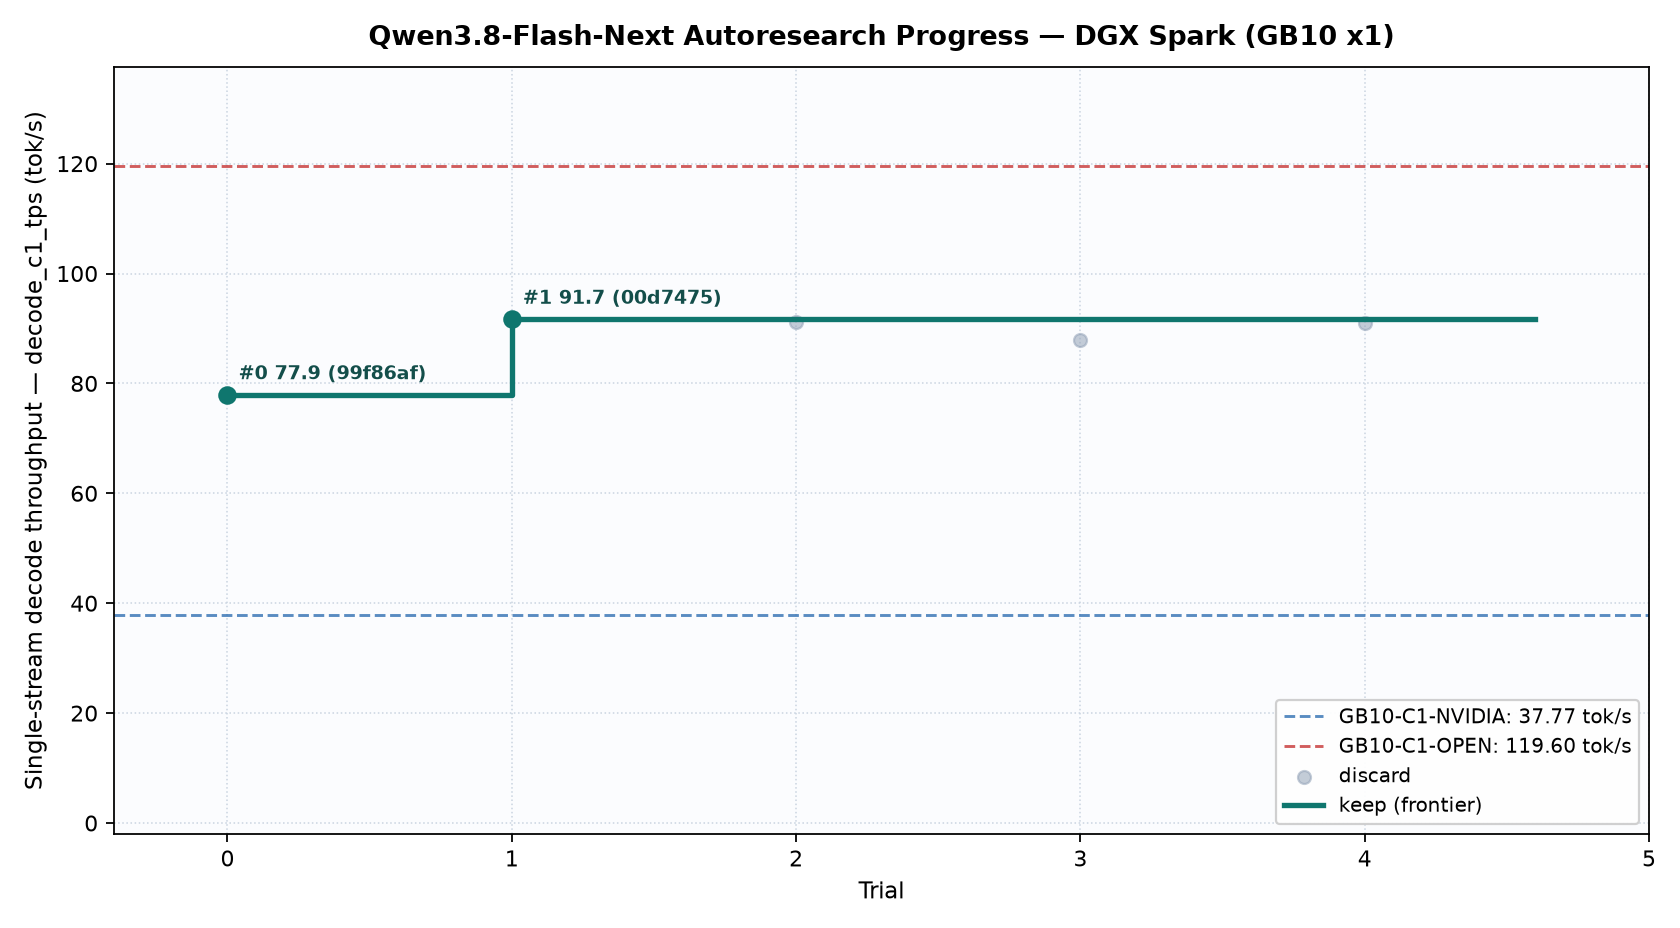 Qwen3.8-Flash-Next Autoresearch Progress — DGX Spark (GB10 x1)
Single-stream decode throughput — decode_c1_tps (tok/s)
120
100
80
60
40
20
0
#1 91.7 (00d7475)
#0 77.9 (99f86af)
GB10-C1-NVIDIA: 37.77 tok/s
GB10-C1-OPEN: 119.60 tok/s
discard
keep (frontier)
0
1
2
3
4
5
Trial